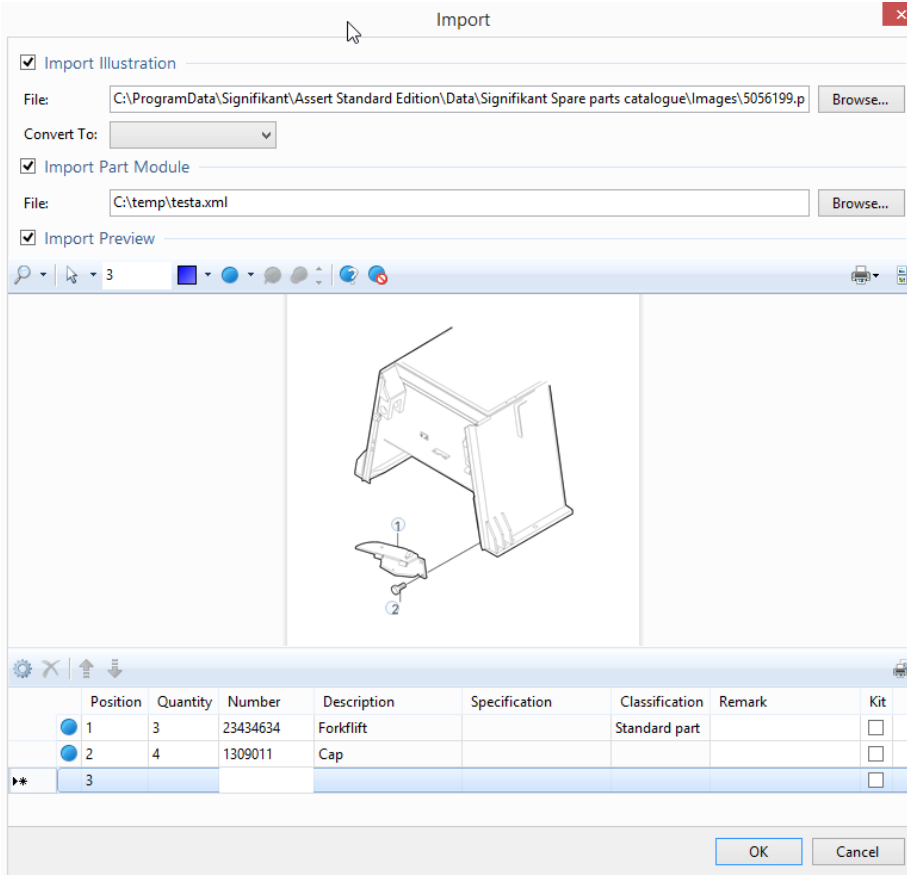 Import
Import Illustration
File: C:\ProgramData\Signifikant\Assert Standard Edition\Data\Signifikant Spare parts catalogue\Images\5056199.p Browse...
Convert To:
Import Part Module
File: C:\temp\testa.xml Browse...
Import Preview
3
1
2
Position Quantity Number Description Specification Classification Remark Kit
1 3 23434634 Forkflift Standard part
2 4 1309011 Cap
3
OK Cancel